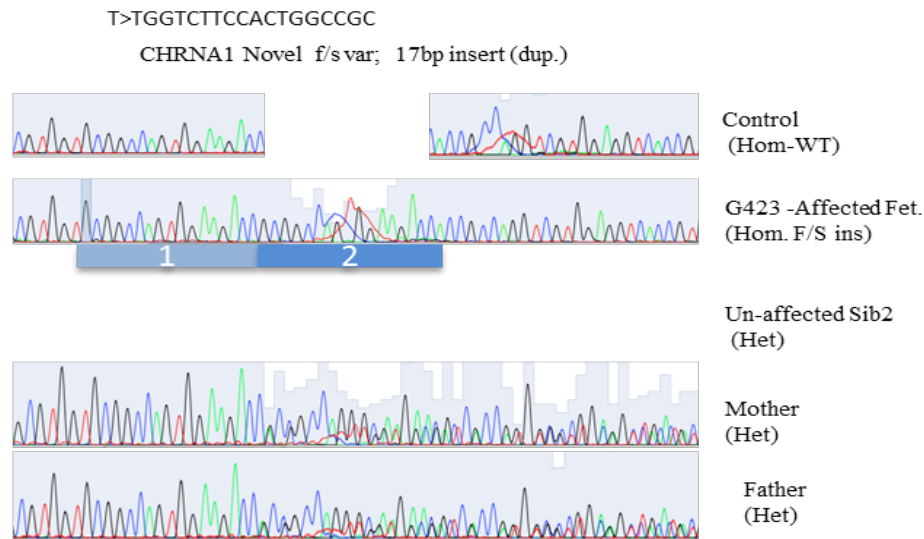 T>TGGTCTTCCACTGGCCGC
CHRNA1 Novel f/s var; 17bp insert (dup.)
Control
(Hom-WT)
G423 -Affected Fet.
(Hom. F/S ins)
1 2
Un-affected Sib2
(Het)
Mother
(Het)
Father
(Het)